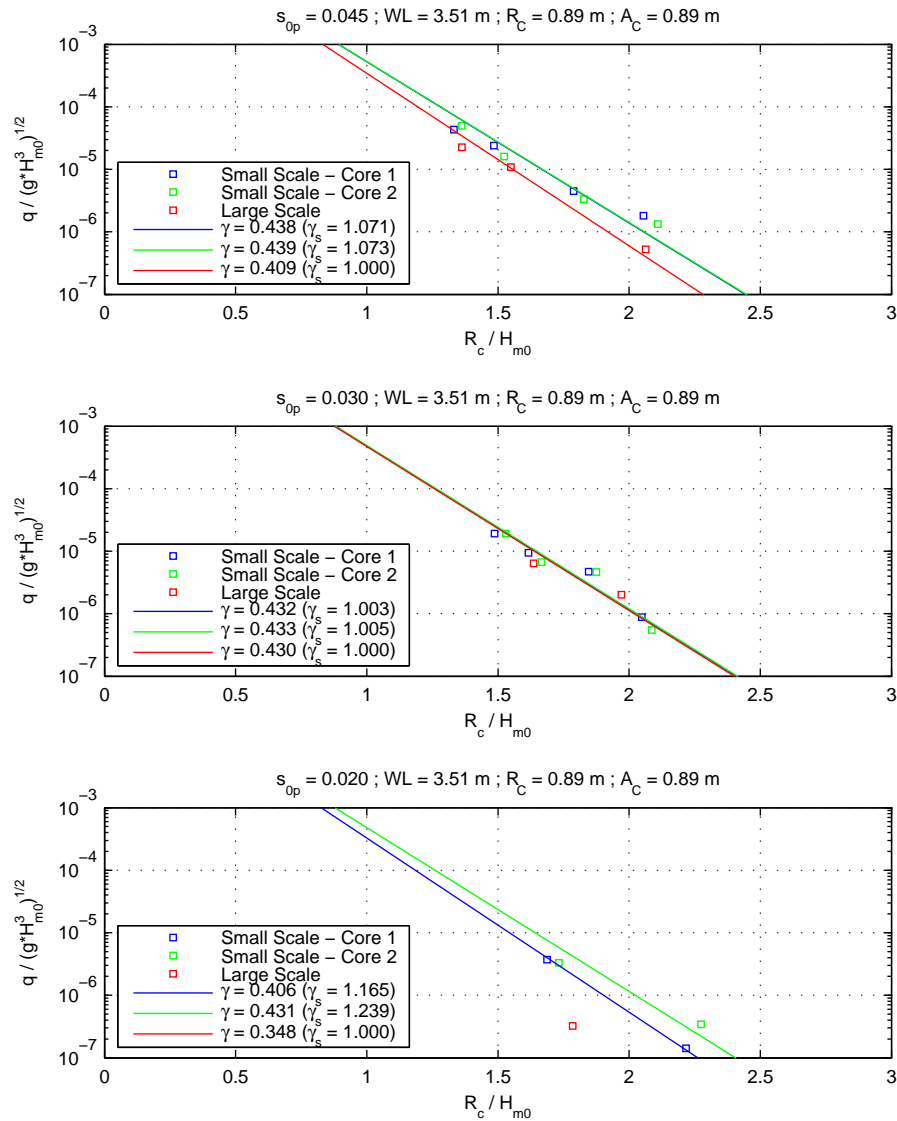 s0p = 0.045 ; WL = 3.51 m ; RC = 0.89 m ; AC = 0.89 m
10−3
10−4
10−5
10−6
10−7
q / (g*H3m0)1/2
Small Scale − Core 1
Small Scale − Core 2
Large Scale
γ = 0.438 (γs = 1.071)
γ = 0.439 (γs = 1.073)
γ = 0.409 (γs = 1.000)
0 0.5 1 1.5 2 2.5 3
Rc / Hm0
s0p = 0.030 ; WL = 3.51 m ; RC = 0.89 m ; AC = 0.89 m
10−3
10−4
10−5
10−6
10−7
q / (g*H3m0)1/2
Small Scale − Core 1
Small Scale − Core 2
Large Scale
γ = 0.432 (γs = 1.003)
γ = 0.433 (γs = 1.005)
γ = 0.430 (γs = 1.000)
0 0.5 1 1.5 2 2.5 3
Rc / Hm0
s0p = 0.020 ; WL = 3.51 m ; RC = 0.89 m ; AC = 0.89 m
10−3
10−4
10−5
10−6
10−7
q / (g*H3m0)1/2
Small Scale − Core 1
Small Scale − Core 2
Large Scale
γ = 0.406 (γs = 1.165)
γ = 0.431 (γs = 1.239)
γ = 0.348 (γs = 1.000)
0 0.5 1 1.5 2 2.5 3
Rc / Hm0